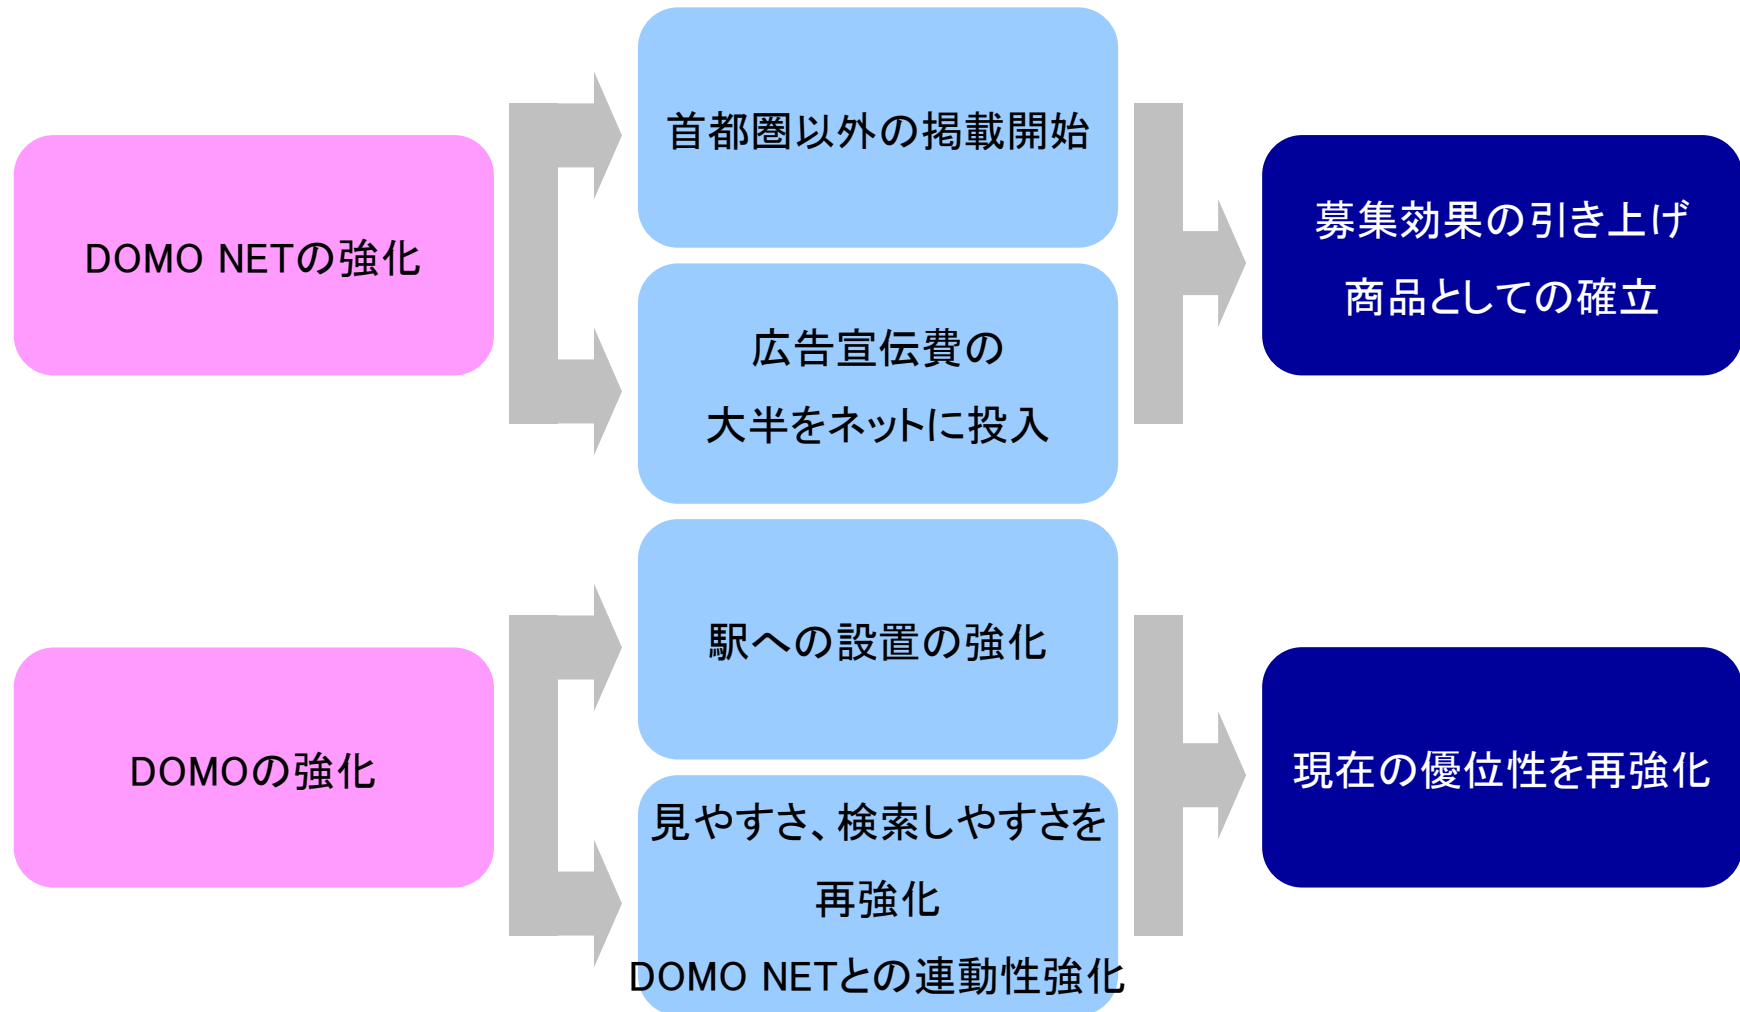 首都圏以外の掲載開始
DOMO NETの強化
広告宣伝費の
大半をネットに投入
募集効果の引き上げ
商品としての確立
駅への設置の強化
DOMOの強化
見やすさ、検索しやすさを
再強化
DOMO NETとの連動性強化
現在の優位性を再強化